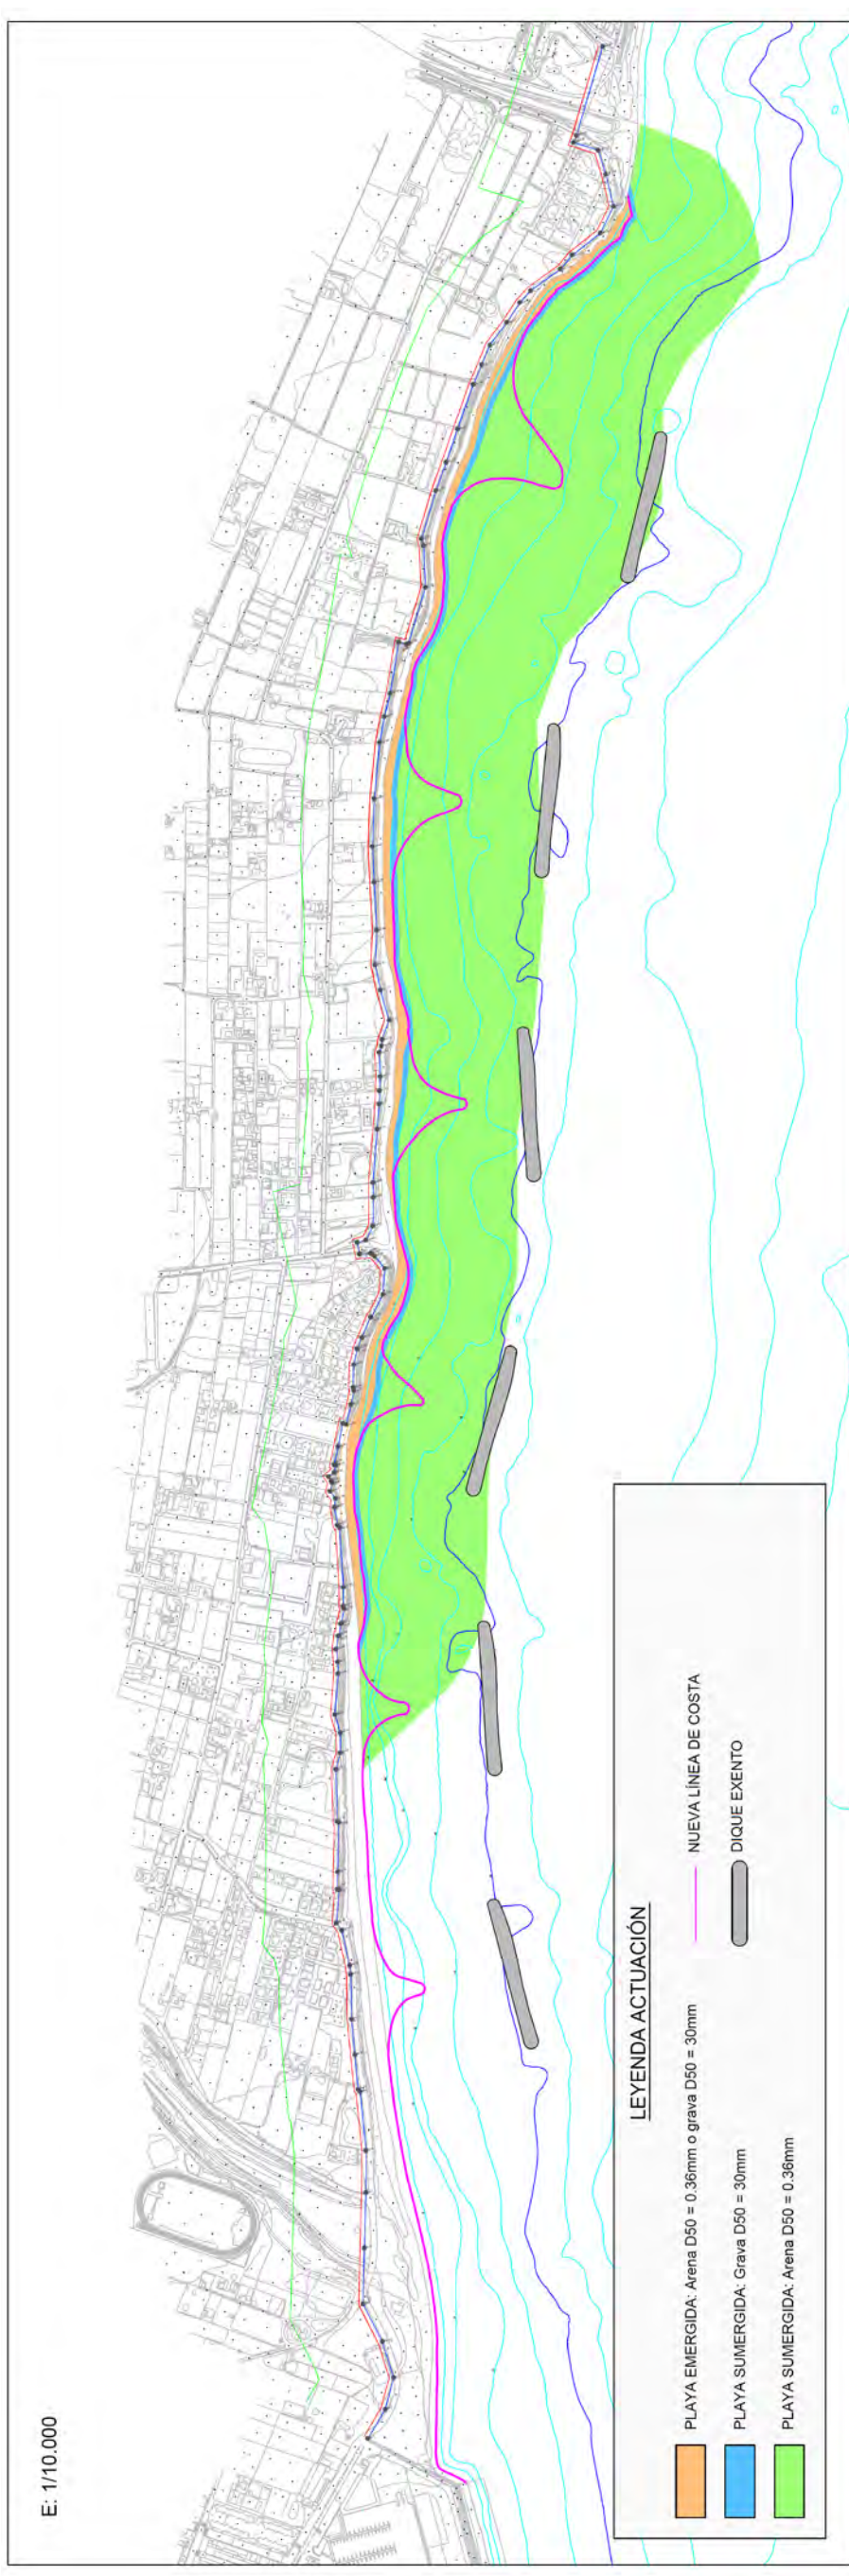 E: 1/10.000
LEYENDA ACTUACIÓN
PLAYA EMERGIDA: Arena D50 = 0.36mm o grava D50 = 30mm
PLAYA SUMERGIDA: Grava D50 = 30mm
PLAYA SUMERGIDA: Arena D50 = 0.36mm
NUEVA LÍNEA DE COSTA
DIQUE EXENTO